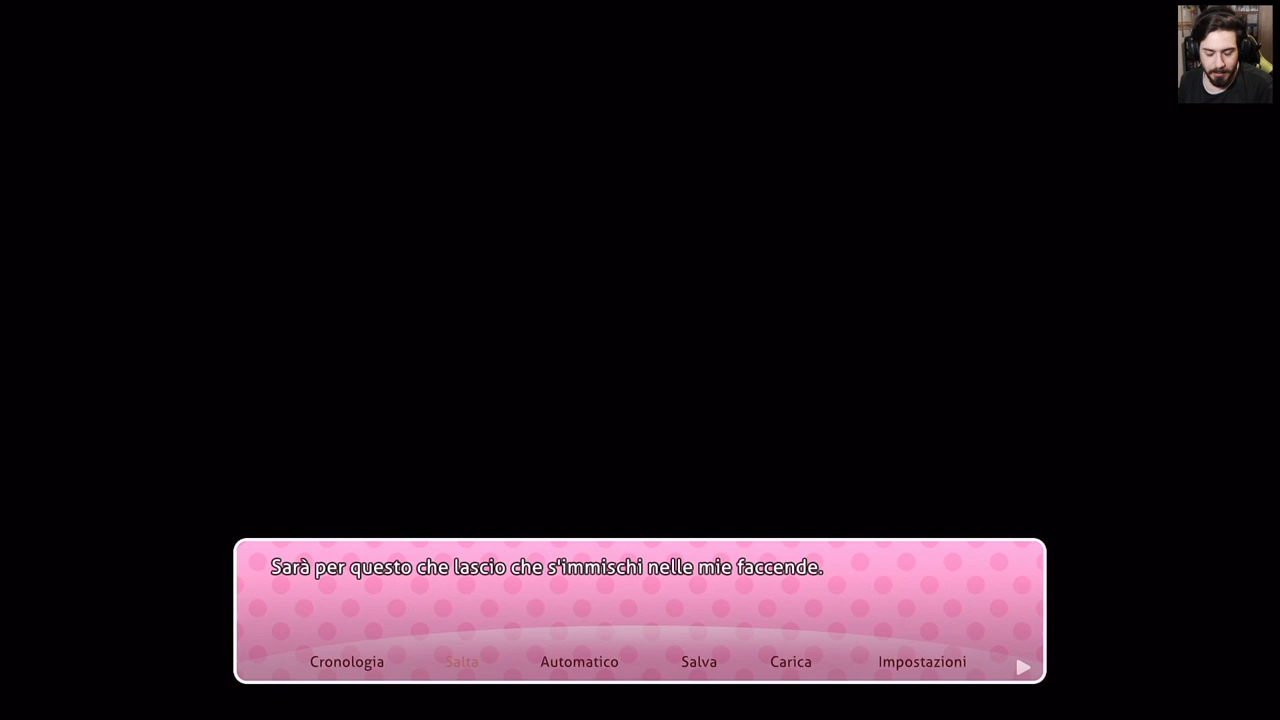 Sarà per questo che lascio che s'immischi nelle mie faccende.
Cronologia Salta Automatico Salva Carica Impostazioni